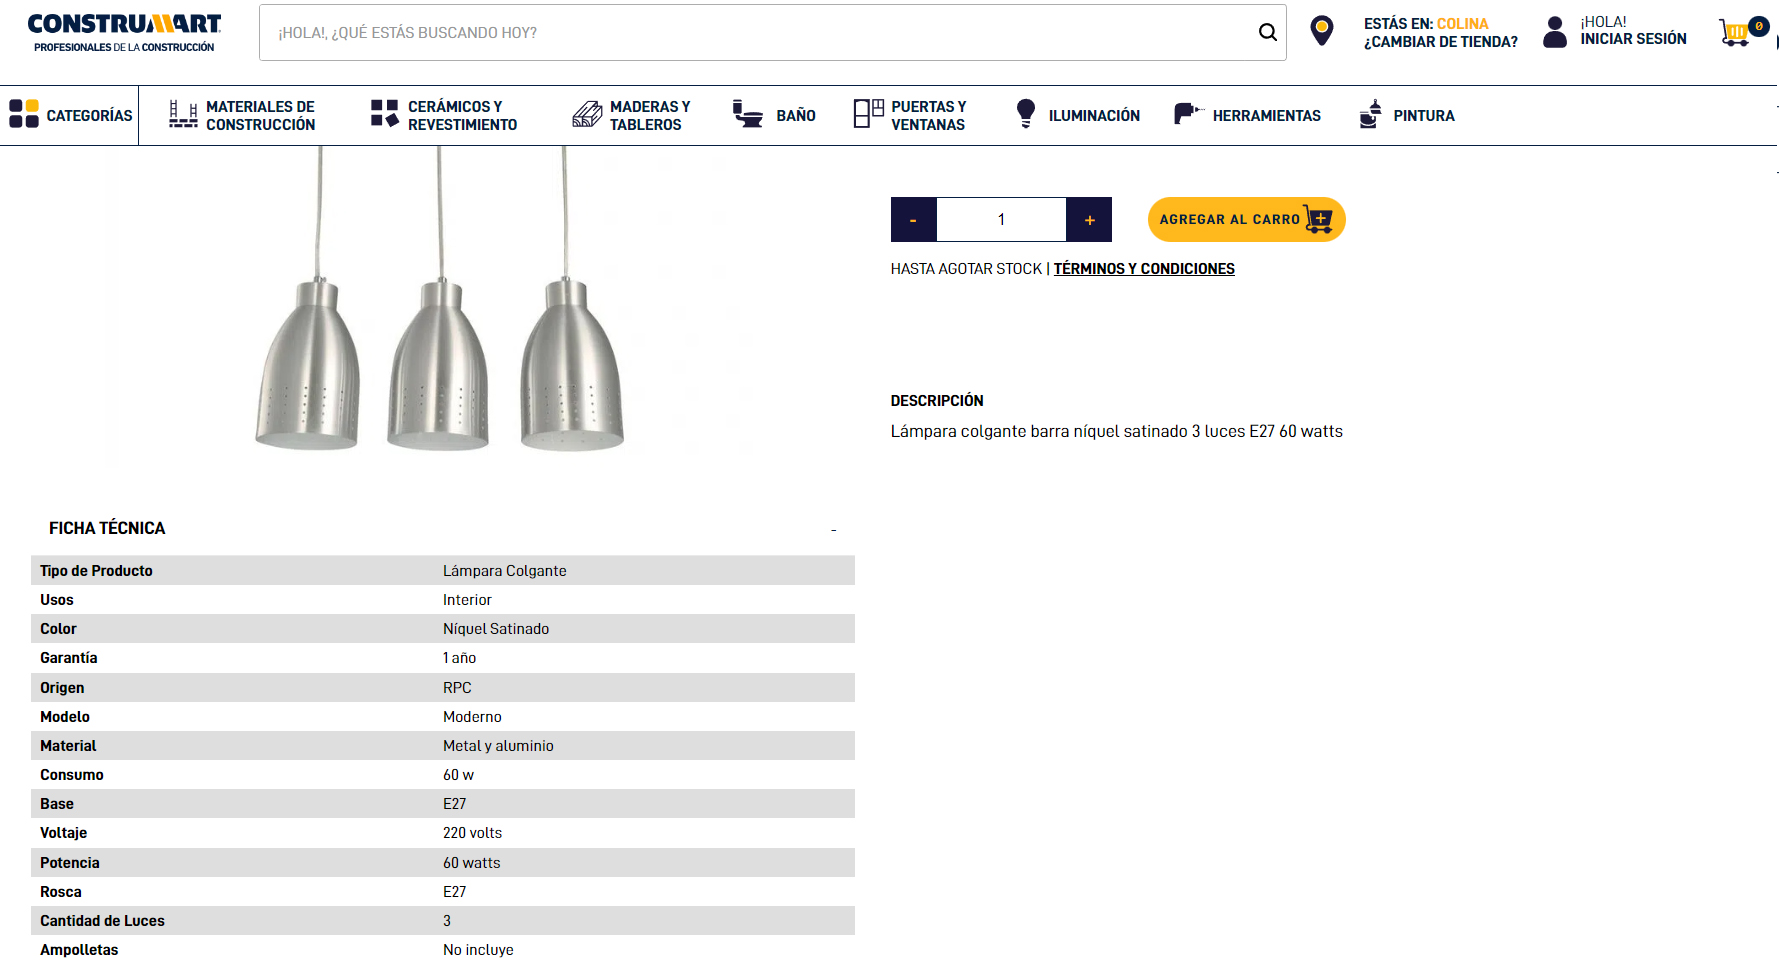 CONSTRUMART
PROFESIONALES DE LA CONSTRUCCIÓN
¡HOLA!, ¿QUÉ ESTÁS BUSCANDO HOY?
ESTÁS EN: COLINA
¿CAMBIAR DE TIENDA?
¡HOLA!
INICIAR SESIÓN
0
CATEGORÍAS
MATERIALES DE
CONSTRUCCIÓN
CERÁMICOS Y
REVESTIMIENTO
MADERAS Y
TABLEROS
BAÑO
PUERTAS Y
VENTANAS
ILUMINACIÓN
HERRAMIENTAS
PINTURA
- 1 +
AGREGAR AL CARRO
HASTA AGOTAR STOCK | TÉRMINOS Y CONDICIONES
DESCRIPCIÓN
Lámpara colgante barra níquel satinado 3 luces E27 60 watts
FICHA TÉCNICA -
Tipo de Producto Lámpara Colgante
Usos Interior
Color Níquel Satinado
Garantía 1 año
Origen RPC
Modelo Moderno
Material Metal y aluminio
Consumo 60 w
Base E27
Voltaje 220 volts
Potencia 60 watts
Rosca E27
Cantidad de Luces 3
Ampolletas No incluye